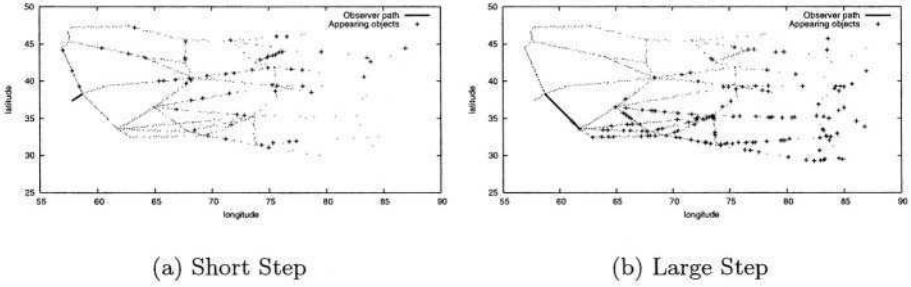 50
45
40
35
30
25
latitude
55 60 65 70 75 80 85 90
longitude
Observer path
Appearing objects
(a) Short Step
50
45
40
35
30
25
latitude
55 60 65 70 75 80 85 90
longitude
Observer path
Appearing objects
(b) Large Step